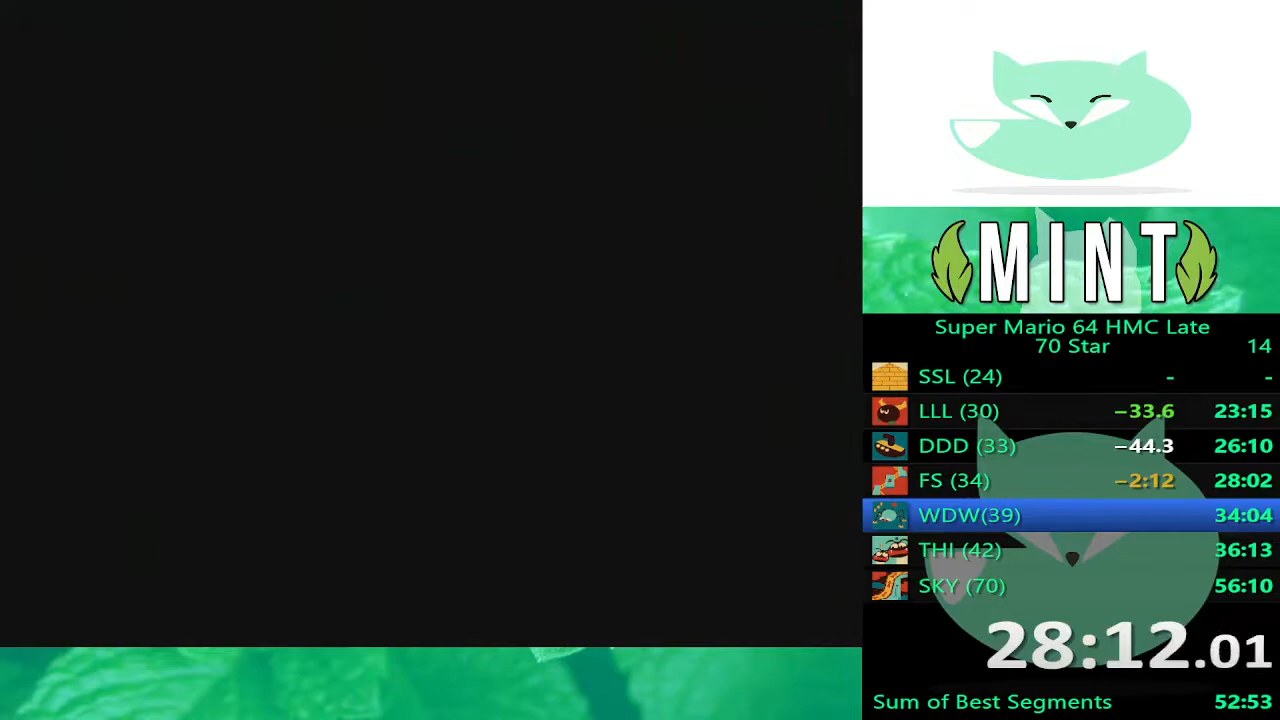 MINT
Super Mario 64 HMC Late
70 Star 14
SSL (24) - -
LLL (30) −33.6 23:15
DDD (33) −44.3 26:10
FS (34) −2:12 28:02
WDW(39) 34:04
THI (42) 36:13
SKY (70) 56:10
28:12.01
Sum of Best Segments 52:53